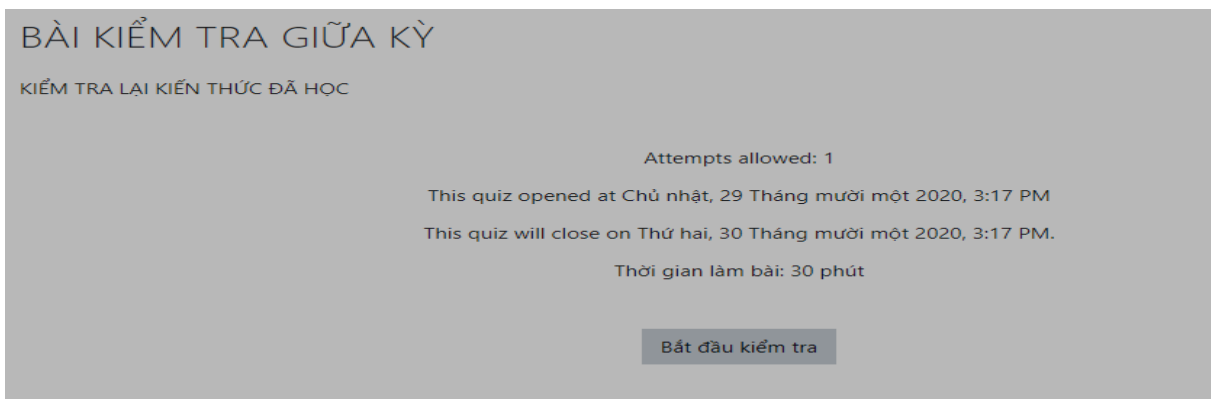 BÀI KIỂM TRA GIỮA KỲ
KIỂM TRA LẠI KIẾN THỨC ĐÃ HỌC
Attempts allowed: 1
This quiz opened at Chủ nhật, 29 Tháng mười một 2020, 3:17 PM
This quiz will close on Thứ hai, 30 Tháng mười một 2020, 3:17 PM.
Thời gian làm bài: 30 phút
Bắt đầu kiểm tra